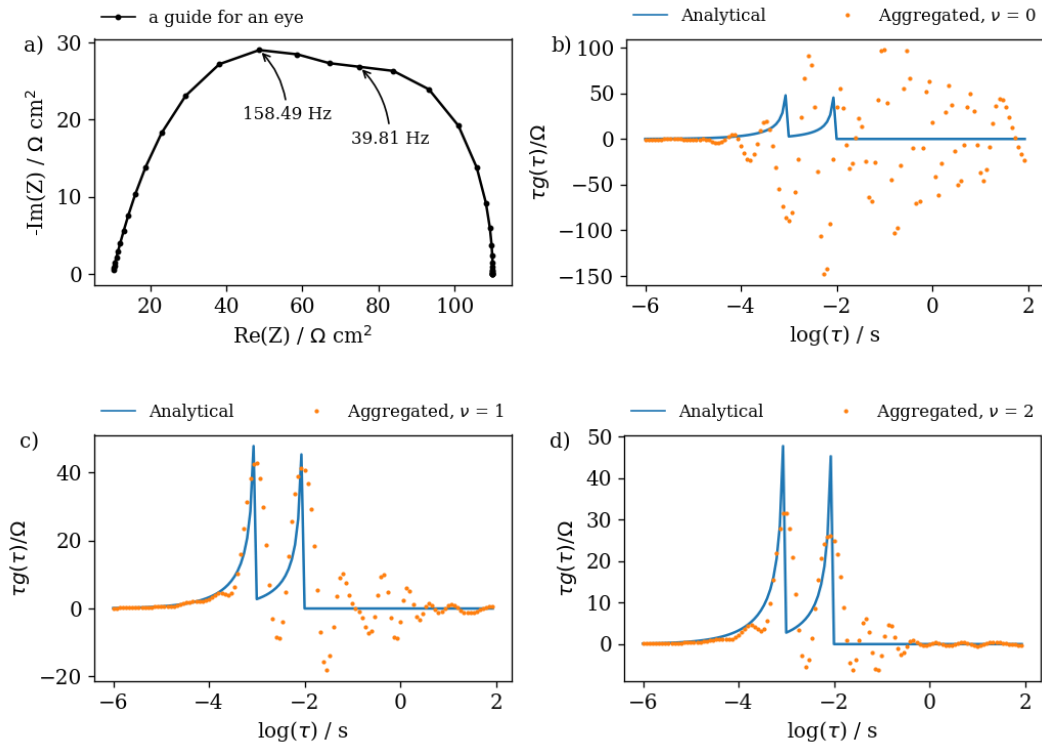 a guide for an eye
a)
30
20
10
0
-Im(Z) / Ω cm²
158.49 Hz
39.81 Hz
20 40 60 80 100
Re(Z) / Ω cm²
Analytical Aggregated, ν = 0
b)
100
50
0
−50
−100
−150
τg(τ)/Ω
−6 −4 −2 0 2
log(τ) / s
Analytical Aggregated, ν = 1
c)
40
20
0
−20
τg(τ)/Ω
−6 −4 −2 0 2
log(τ) / s
Analytical Aggregated, ν = 2
d)
50
40
30
20
10
0
τg(τ)/Ω
−6 −4 −2 0 2
log(τ) / s